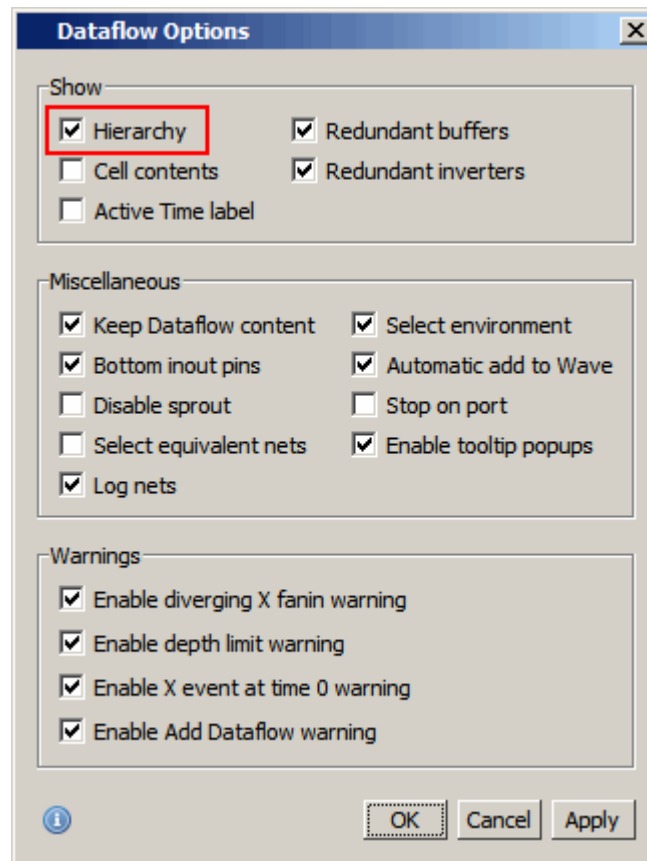 Dataflow Options
Show
Hierarchy
Redundant buffers
Cell contents
Redundant inverters
Active Time label
Miscellaneous
Keep Dataflow content
Select environment
Bottom inout pins
Automatic add to Wave
Disable sprout
Stop on port
Select equivalent nets
Enable tooltip popups
Log nets
Warnings
Enable diverging X fanin warning
Enable depth limit warning
Enable X event at time 0 warning
Enable Add Dataflow warning
OK
Cancel
Apply